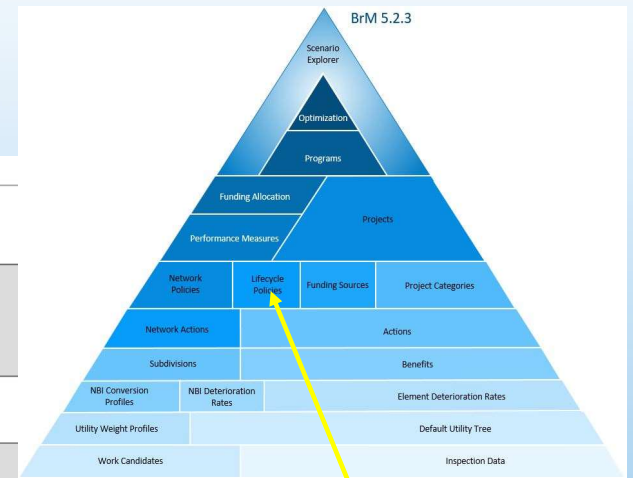 BrM 5.2.3
Scenario
Explorer
Optimization
Programs
Funding Allocation
Projects
Performance Measures
Network
Policies
Lifecycle
Policies
Funding Sources
Project Categories
Network Actions
Actions
Subdivisions
Benefits
NBI Conversion
Profiles
NBI Deterioration
Rates
Element Deterioration Rates
Utility Weight Profiles
Default Utility Tree
Work Candidates
Inspection Data